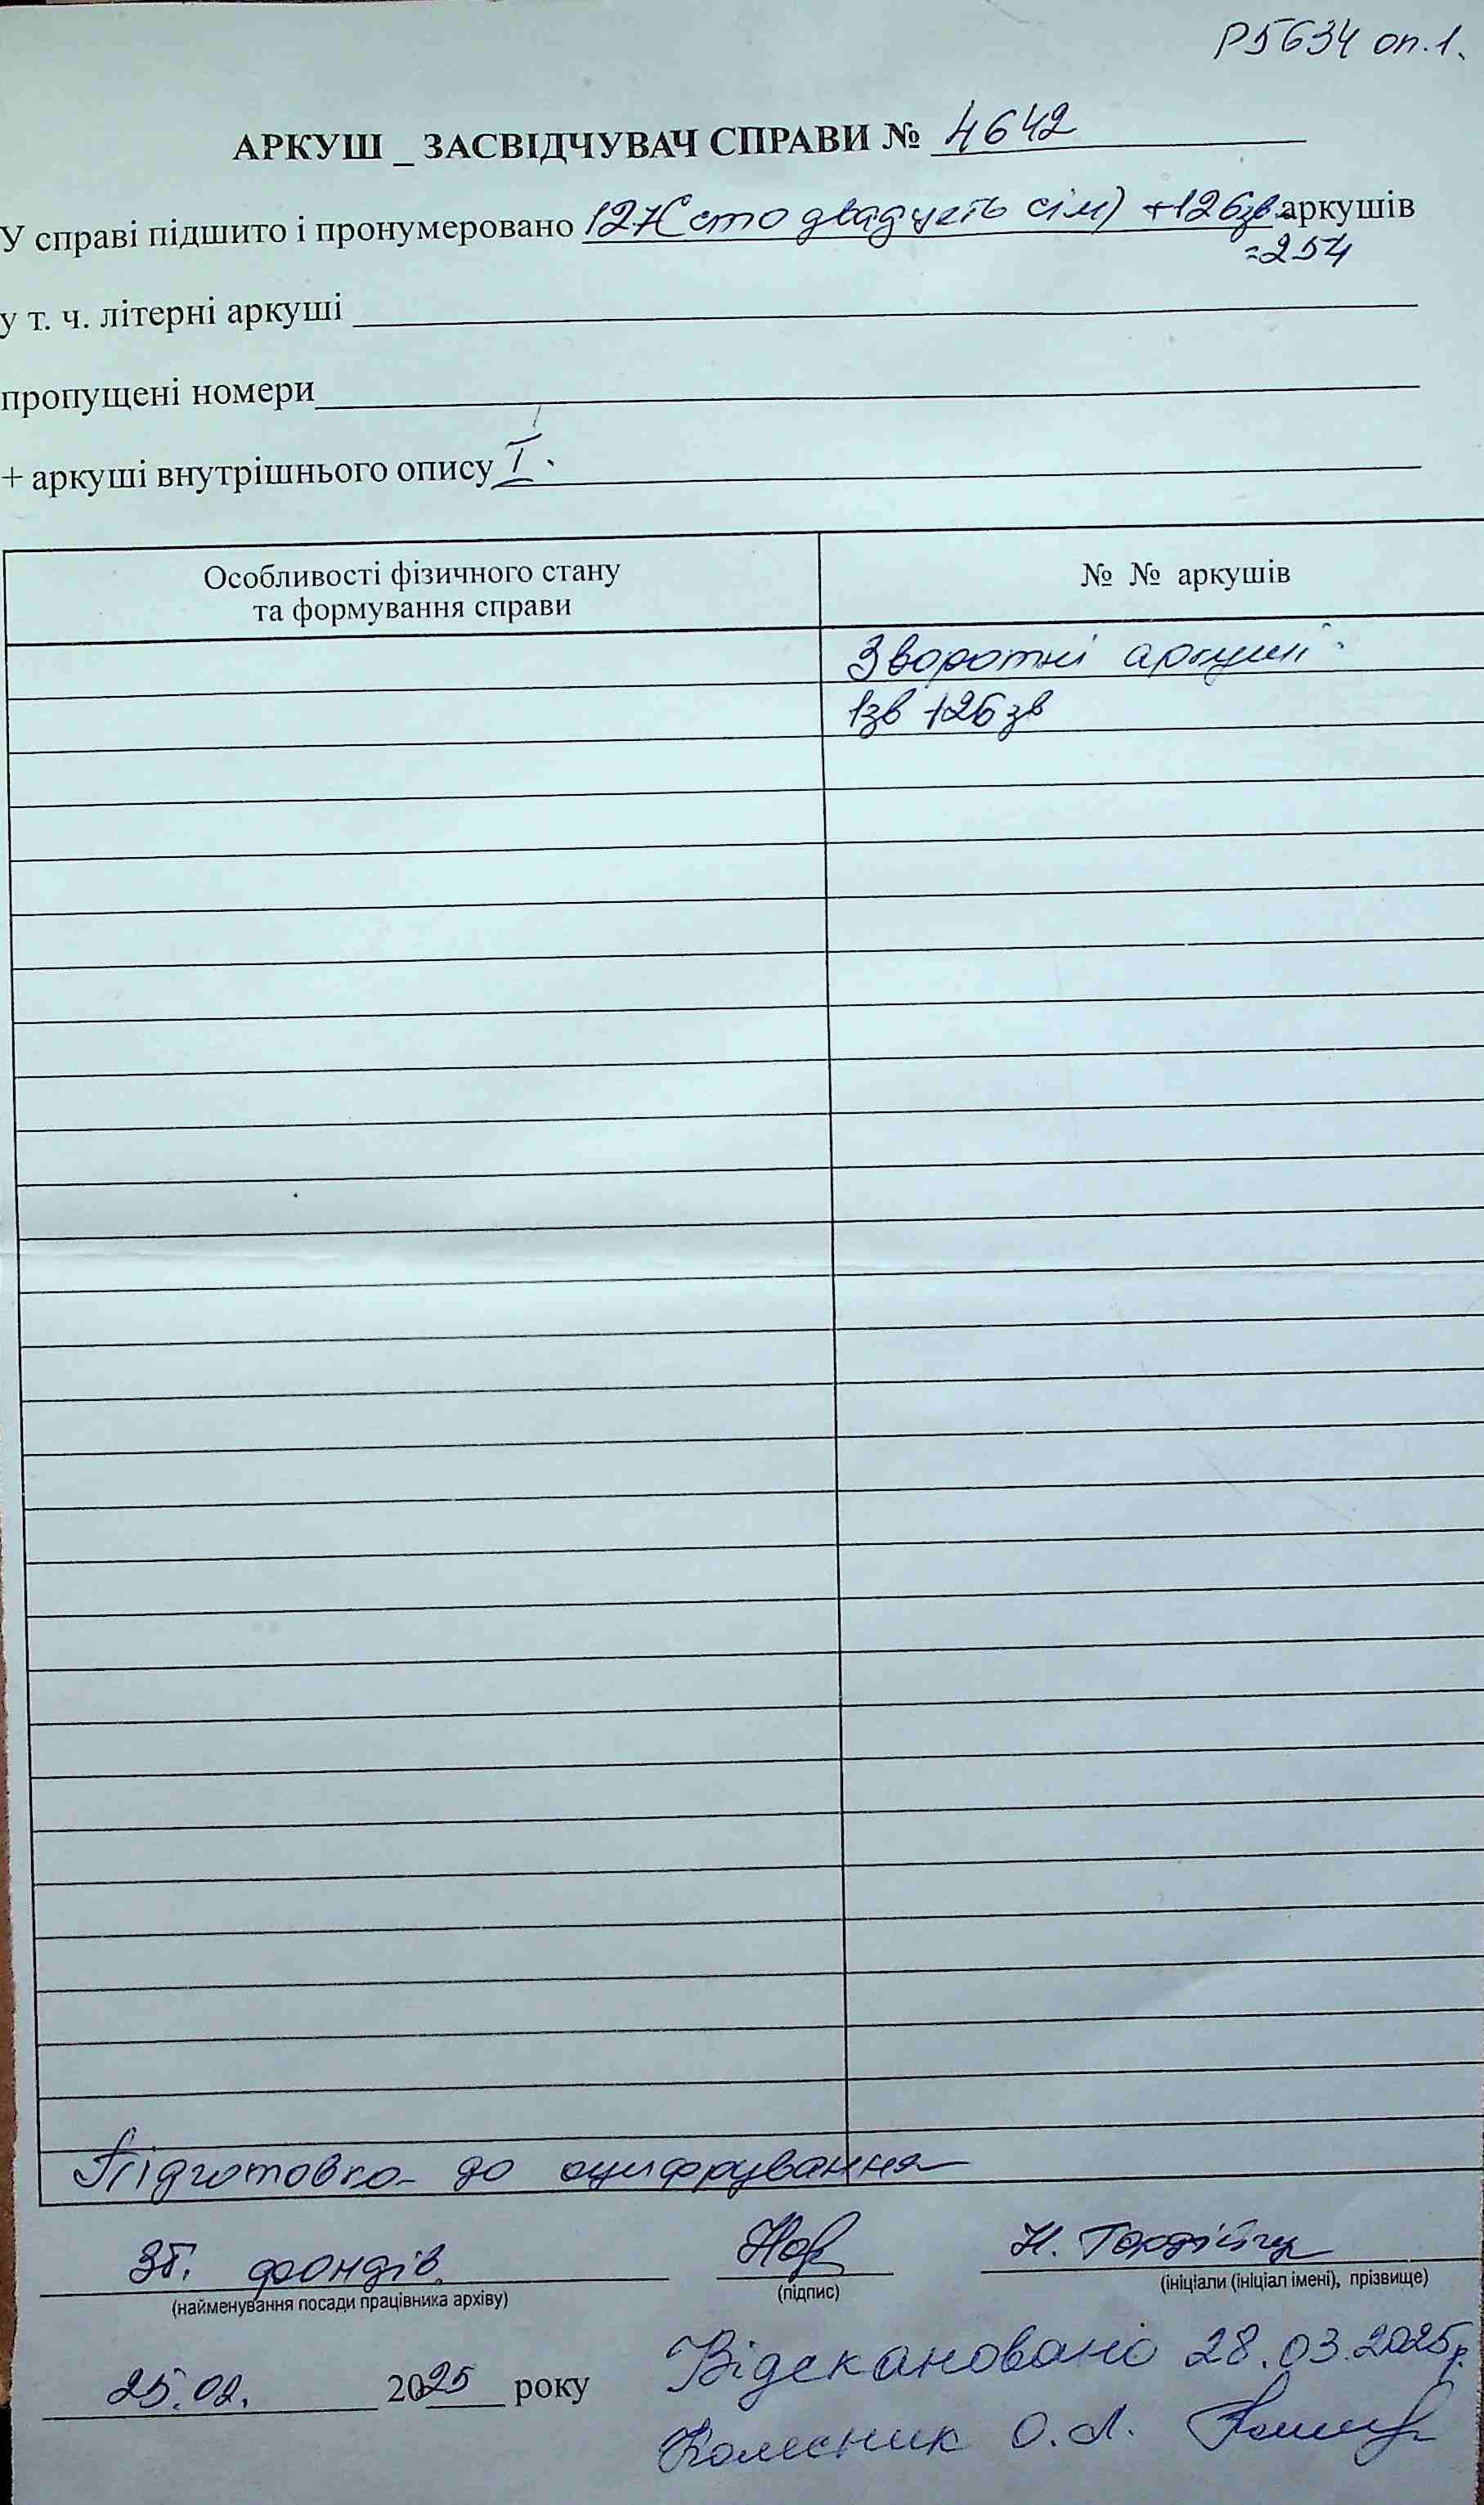 Р5634 оп.1.
АРКУШ _ ЗАСВІДЧУВАЧ СПРАВИ № 4642
У справі підшито і пронумеровано 127(сто двадцять сім) +126зв аркушів
=254
у т. ч. літерні аркуші
пропущені номери
+ аркуші внутрішнього опису I.
Особливості фізичного стану
та формування справи
№ № аркушів
Зворотні аркуші
1зв 126зв
Підготовка до оцифрування
Зб. фондів
(найменування посади працівника архіву)
(підпис)
Н. Гордійчук
(ініціали (ініціал імені), прізвище)
25.02. 2025 року
Відскановано 28.03.2025р.
Колесник О. Л.